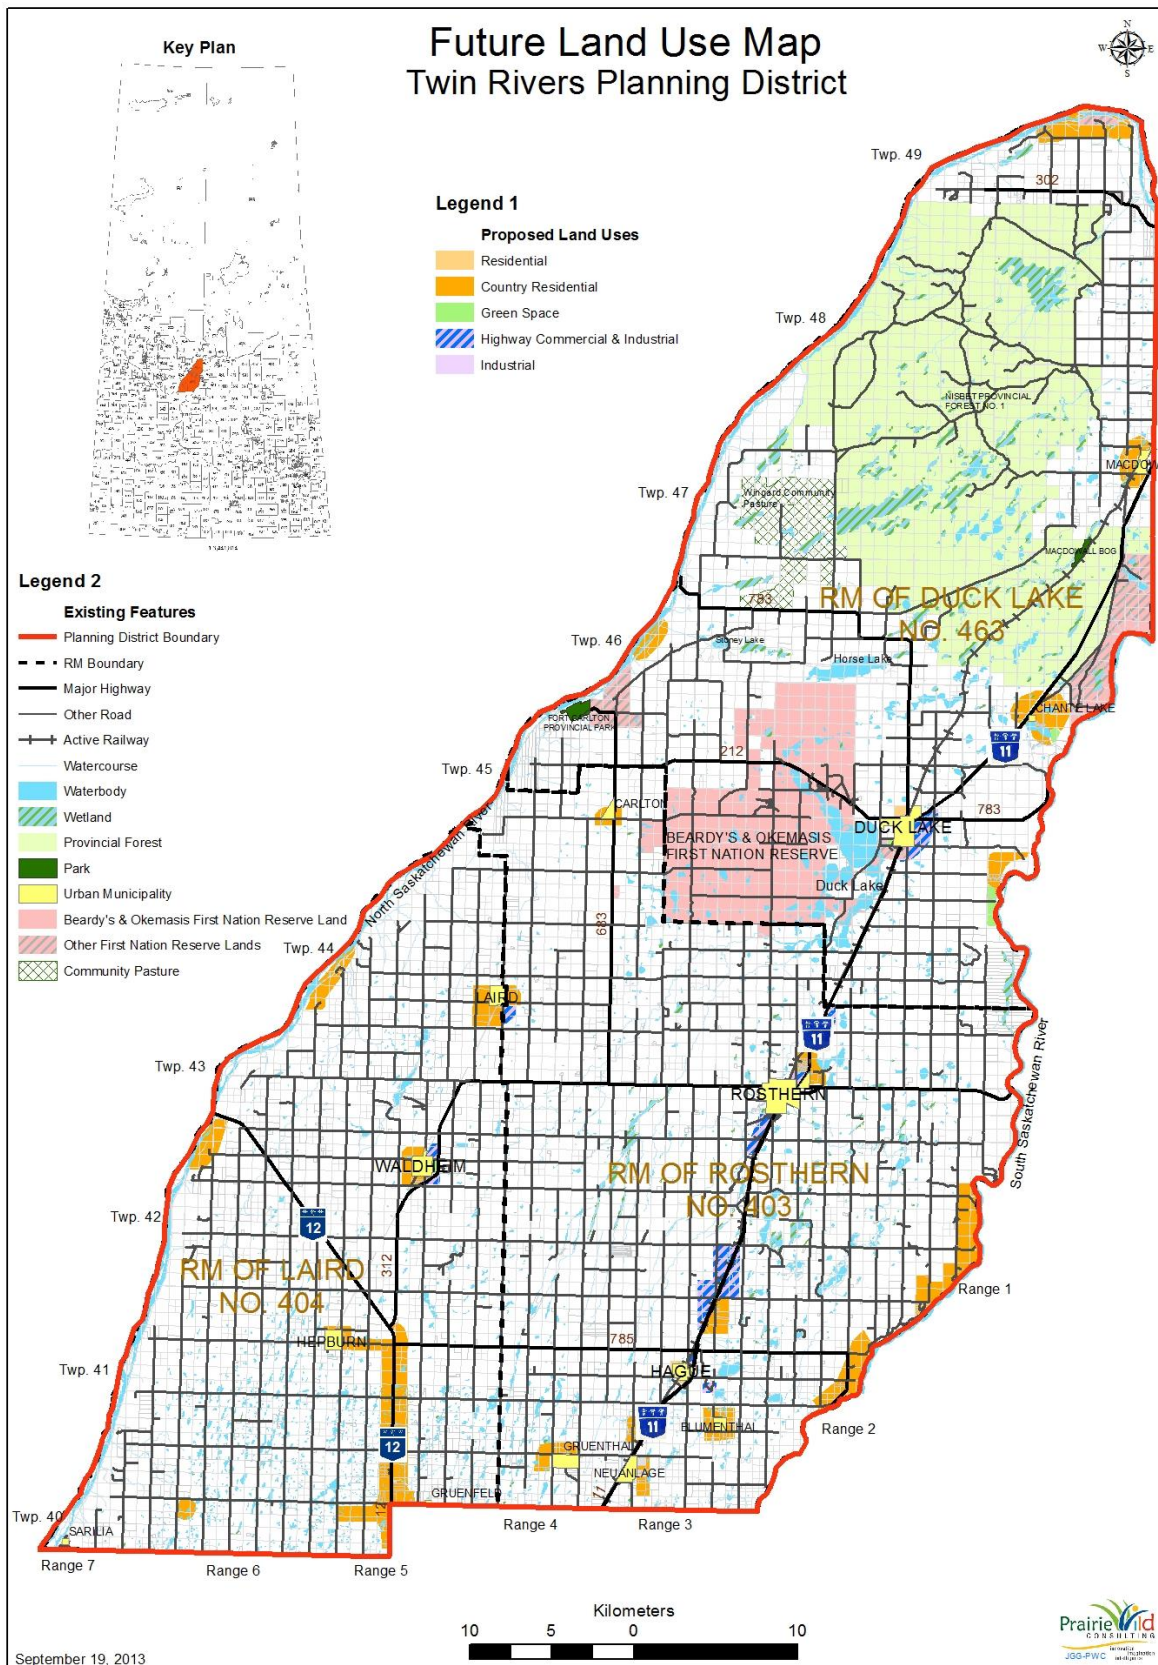 Future Land Use Map
Twin Rivers Planning District
Key Plan
N
W
E
S
Legend 1
Proposed Land Uses
Residential
Country Residential
Green Space
Highway Commercial & Industrial
Industrial
Legend 2
Existing Features
Planning District Boundary
RM Boundary
Major Highway
Other Road
Active Railway
Watercourse
Waterbody
Wetland
Provincial Forest
Park
Urban Municipality
Beardy's & Okemasis First Nation Reserve Land
Other First Nation Reserve Lands
Community Pasture
Twp. 49
302
Twp. 48
NISBET PROVINCIAL
FOREST NO. 1
MACDOW
Twp. 47
Wingard Community
Pasture
MACDOWALL BOG
783
RM OF DUCK LAKE
NO. 463
Twp. 46
Stoney Lake
Horse Lake
CHANTE LAKE
FORT CARLTON
PROVINCIAL PARK
11
212
Twp. 45
CARLTON
783
DUCK LAKE
BEARDY'S & OKEMASIS
FIRST NATION RESERVE
Duck Lake
North Saskatchewan River
683
Twp. 44
LAIRD
11
South Saskatchewan River
Twp. 43
ROSTHERN
WALDHEIM
RM OF ROSTHERN
NO. 403
Twp. 42
12
312
RM OF LAIRD
NO. 404
Range 1
HEPBURN
785
Twp. 41
HAGUE
11
BLUMENTHAL
Range 2
12
GRUENTHAL
NEUANLAGE
GRUENFELD
11
12
Twp. 40
SARILIA
Range 4
Range 3
Range 7
Range 6
Range 5
Kilometers
10
5
0
10
September 19, 2013
Prairie Wild
CONSULTING
JGG-PWC
innovation
imagination
intelligence